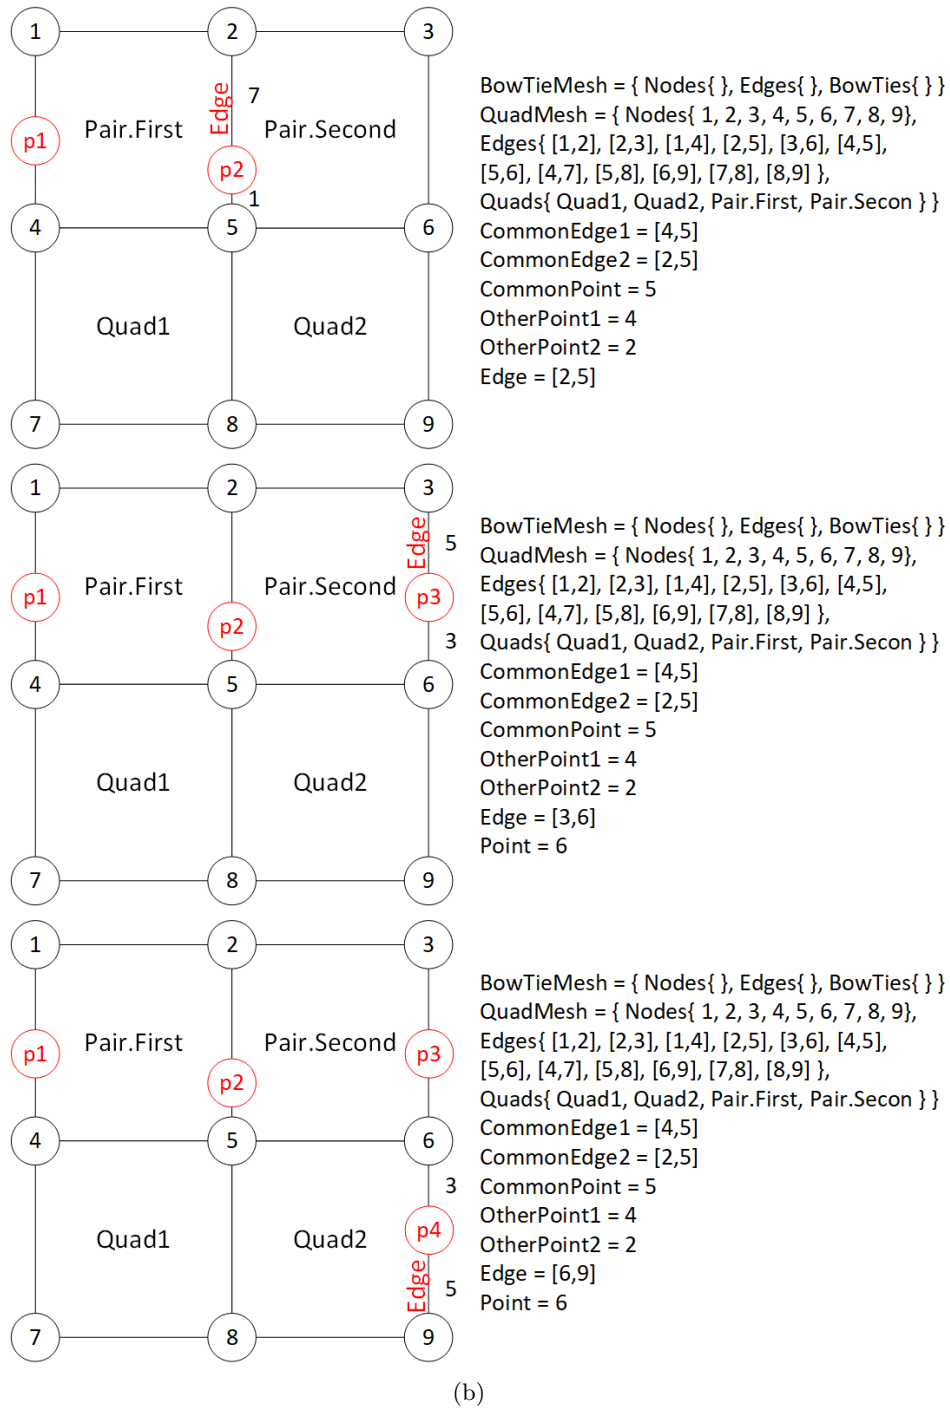 1 2 3
Edge 7
Pair.First Pair.Second
p1 p2
1
4 5 6
Quad1 Quad2
7 8 9
BowTieMesh = { Nodes{ }, Edges{ }, BowTies{ } }
QuadMesh = { Nodes{ 1, 2, 3, 4, 5, 6, 7, 8, 9},
Edges{ [1,2], [2,3], [1,4], [2,5], [3,6], [4,5],
[5,6], [4,7], [5,8], [6,9], [7,8], [8,9] },
Quads{ Quad1, Quad2, Pair.First, Pair.Secon } }
CommonEdge1 = [4,5]
CommonEdge2 = [2,5]
CommonPoint = 5
OtherPoint1 = 4
OtherPoint2 = 2
Edge = [2,5]
1 2 3
Edge 5
Pair.First Pair.Second
p1 p2 p3
3
4 5 6
Quad1 Quad2
7 8 9
BowTieMesh = { Nodes{ }, Edges{ }, BowTies{ } }
QuadMesh = { Nodes{ 1, 2, 3, 4, 5, 6, 7, 8, 9},
Edges{ [1,2], [2,3], [1,4], [2,5], [3,6], [4,5],
[5,6], [4,7], [5,8], [6,9], [7,8], [8,9] },
Quads{ Quad1, Quad2, Pair.First, Pair.Secon } }
CommonEdge1 = [4,5]
CommonEdge2 = [2,5]
CommonPoint = 5
OtherPoint1 = 4
OtherPoint2 = 2
Edge = [3,6]
Point = 6
1 2 3
Pair.First Pair.Second
p1 p2 p3
4 5 6
3
Quad1 Quad2 p4
Edge 5
7 8 9
BowTieMesh = { Nodes{ }, Edges{ }, BowTies{ } }
QuadMesh = { Nodes{ 1, 2, 3, 4, 5, 6, 7, 8, 9},
Edges{ [1,2], [2,3], [1,4], [2,5], [3,6], [4,5],
[5,6], [4,7], [5,8], [6,9], [7,8], [8,9] },
Quads{ Quad1, Quad2, Pair.First, Pair.Secon } }
CommonEdge1 = [4,5]
CommonEdge2 = [2,5]
CommonPoint = 5
OtherPoint1 = 4
OtherPoint2 = 2
Edge = [6,9]
Point = 6
(b)